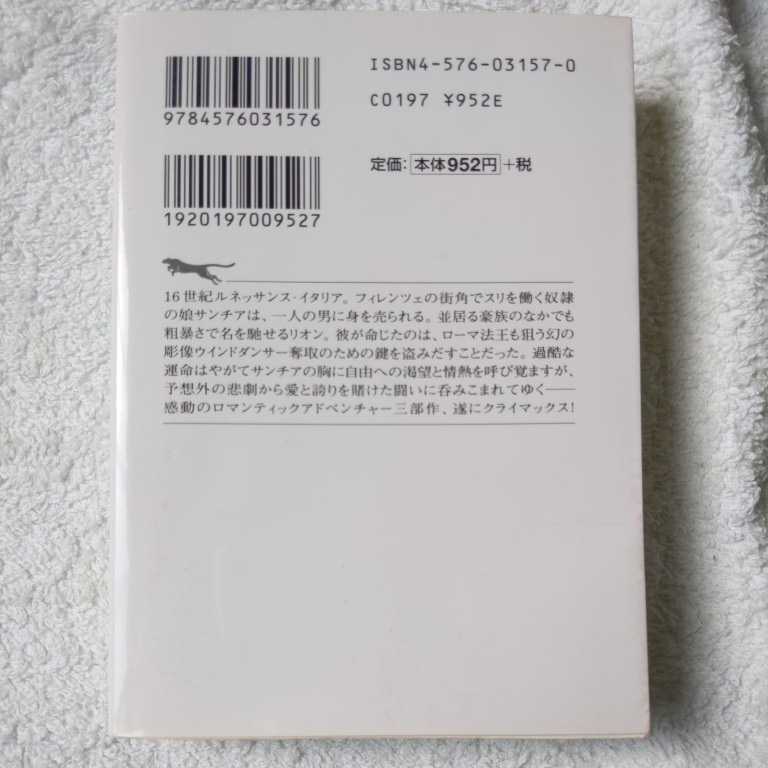 ISBN4-576-03157-0
C0197 ¥952E
9784576031576
定価:本体952円+税
1920197009527
16世紀ルネッサンス・イタリア。フィレンツェの街角でスリを働く奴隷
の娘サンチアは、一人の男に身を売られる。並居る豪族のなかでも
粗暴さで名を馳せるリオン。彼が命じたのは、ローマ法王も狙う幻の
彫像ウインドダンサー奪取のための鍵を盗みだすことだった。過酷な
運命はやがてサンチアの胸に自由への渇望と情熱を呼び覚ますが、
予想外の悲劇から愛と誇りを賭けた闘いに呑みこまれてゆく――
感動のロマンティックアドベンチャー三部作、遂にクライマックス!